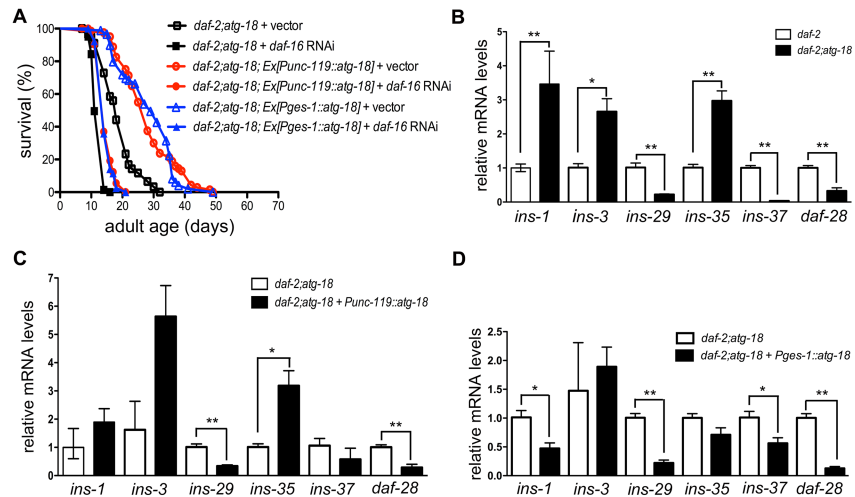 A
survival (%)
100
80
60
40
20
0
0 10 20 30 40 50 60 70
adult age (days)
daf-2;atg-18 + vector
daf-2;atg-18 + daf-16 RNAi
daf-2;atg-18; Ex[Punc-119::atg-18] + vector
daf-2;atg-18; Ex[Punc-119::atg-18] + daf-16 RNAi
daf-2;atg-18; Ex[Pges-1::atg-18] + vector
daf-2;atg-18; Ex[Pges-1::atg-18] + daf-16 RNAi
B
relative mRNA levels
5
4
3
2
1
0
daf-2
daf-2;atg-18
** * ** ** ** **
ins-1 ins-3 ins-29 ins-35 ins-37 daf-28
C
relative mRNA levels
7
6
5
4
3
2
1
0
daf-2;atg-18
daf-2;atg-18 + Punc-119::atg-18
** * **
ins-1 ins-3 ins-29 ins-35 ins-37 daf-28
D
relative mRNA levels
2.5
2.0
1.5
1.0
0.5
0.0
daf-2;atg-18
daf-2;atg-18 + Pges-1::atg-18
* ** * **
ins-1 ins-3 ins-29 ins-35 ins-37 daf-28